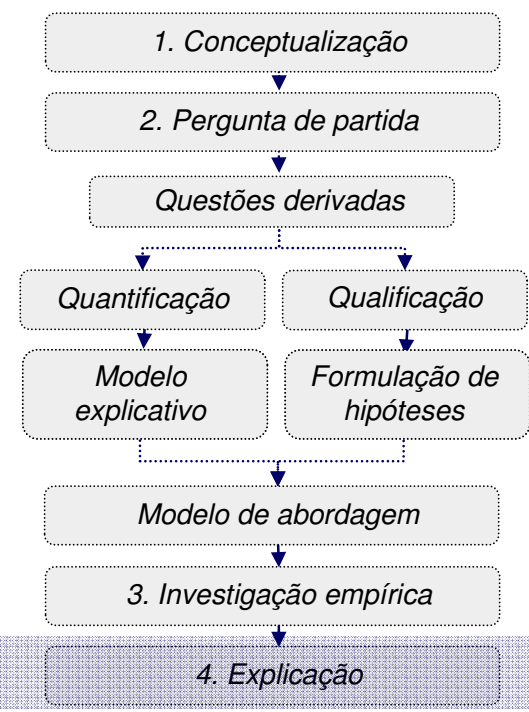 1. Conceptualização
2. Pergunta de partida
Questões derivadas
Quantificação
Qualificação
Modelo
explicativo
Formulação de
hipóteses
Modelo de abordagem
3. Investigação empírica
4. Explicação